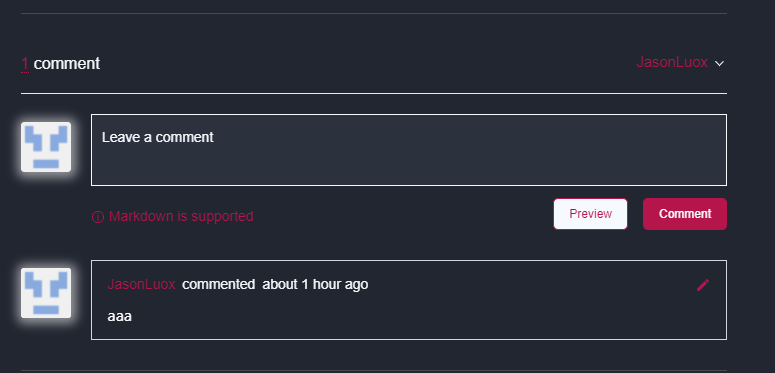 1 comment
JasonLuox
Leave a comment
Markdown is supported
Preview
Comment
JasonLuox commented about 1 hour ago
aaa